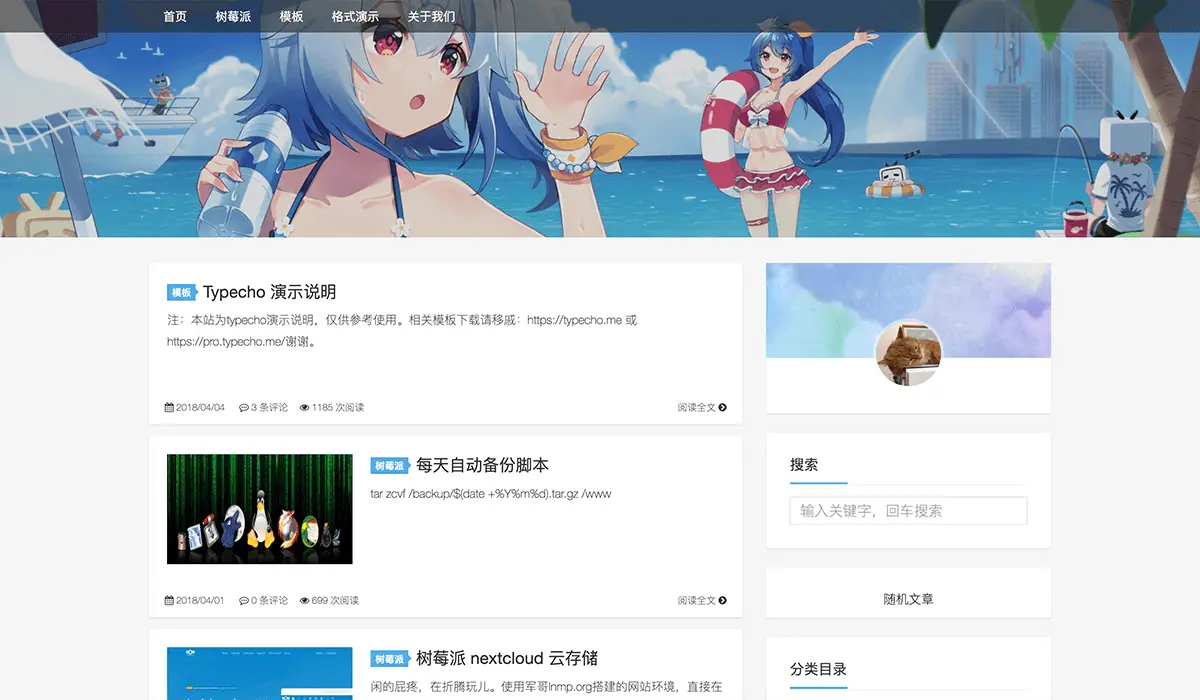 首页 树莓派 模板 格式演示 关于我们
zzz
模板 Typecho 演示说明
注：本站为typecho演示说明，仅供参考使用。相关模板下载请移戚：https://typecho.me 或
https://pro.typecho.me/谢谢。
2018/04/04 3 条评论 1185 次阅读 阅读全文
树莓派 每天自动备份脚本
tar zcvf /backup/$(date +%Y%m%d).tar.gz /www
2018/04/01 0 条评论 699 次阅读 阅读全文
树莓派 树莓派 nextcloud 云存储
闲的屁疼，在折腾玩儿。使用军哥lnmp.org搭建的网站环境，直接在
搜索
输入关键字，回车搜索
随机文章
分类目录